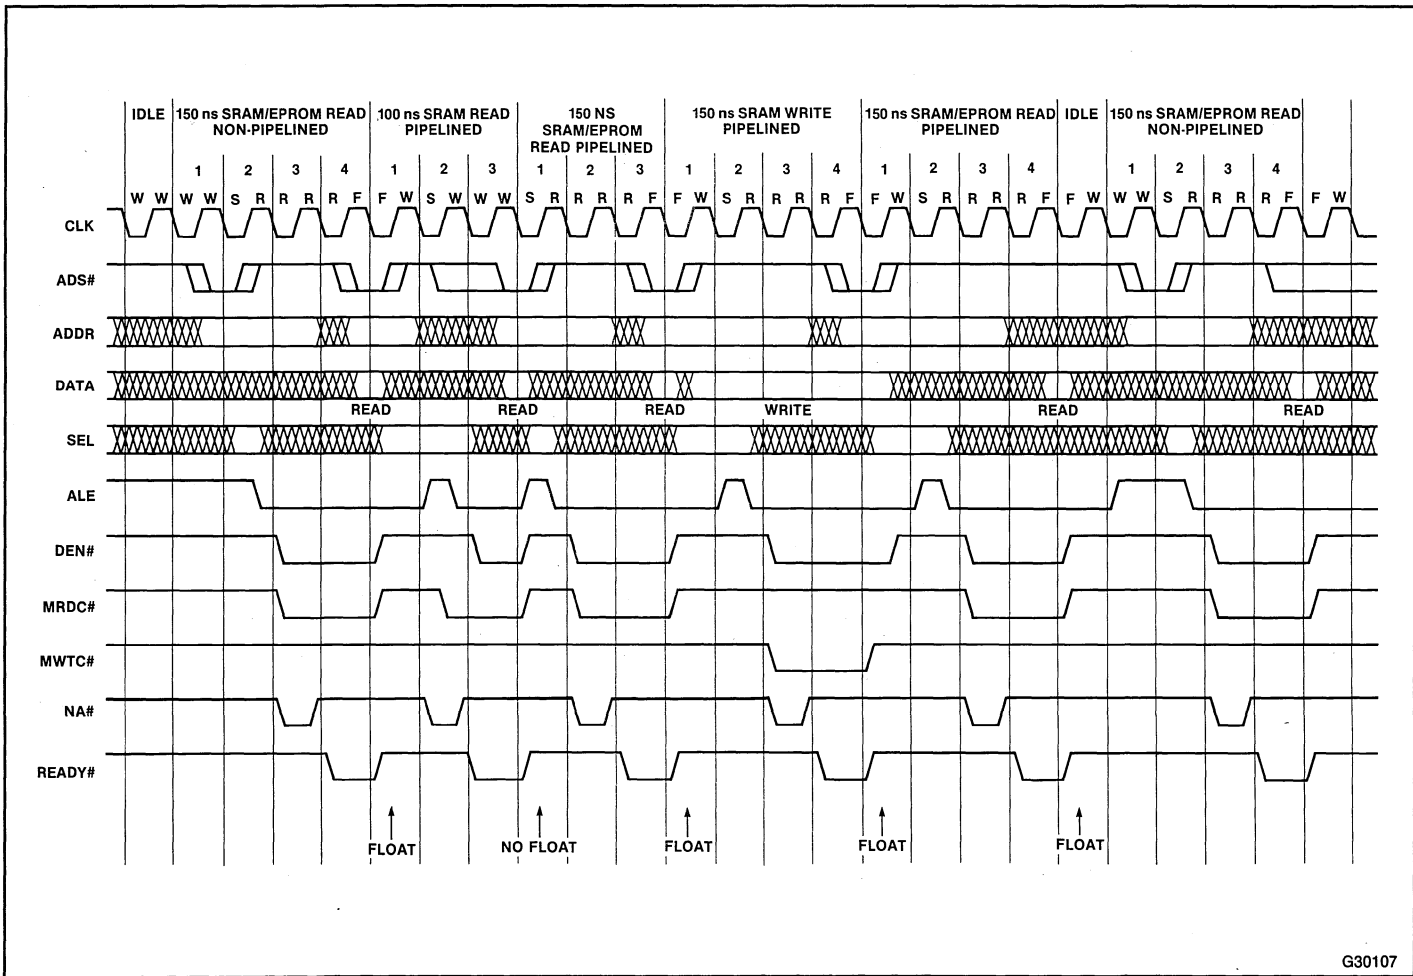 IDLE 150 ns SRAM/EPROM READ 100 ns SRAM READ 150 NS 150 ns SRAM WRITE 150 ns SRAM/EPROM READ IDLE 150 ns SRAM/EPROM READ
NON-PIPELINED PIPELINED SRAM/EPROM PIPELINED PIPELINED NON-PIPELINED
READ PIPELINED
1 2 3 4 1 2 3 1 2 3 1 2 3 4 1 2 3 4 1 2 3 4
W W W W S R R R R F F W S W W W S R R R R F F W S R R R R F F W S R R R R F F W W W S R R R R F F W
CLK
ADS#
ADDR
DATA
READ READ READ WRITE READ READ
SEL
ALE
DEN#
MRDC#
MWTC#
NA#
READY#
FLOAT NO FLOAT FLOAT FLOAT FLOAT
G30107